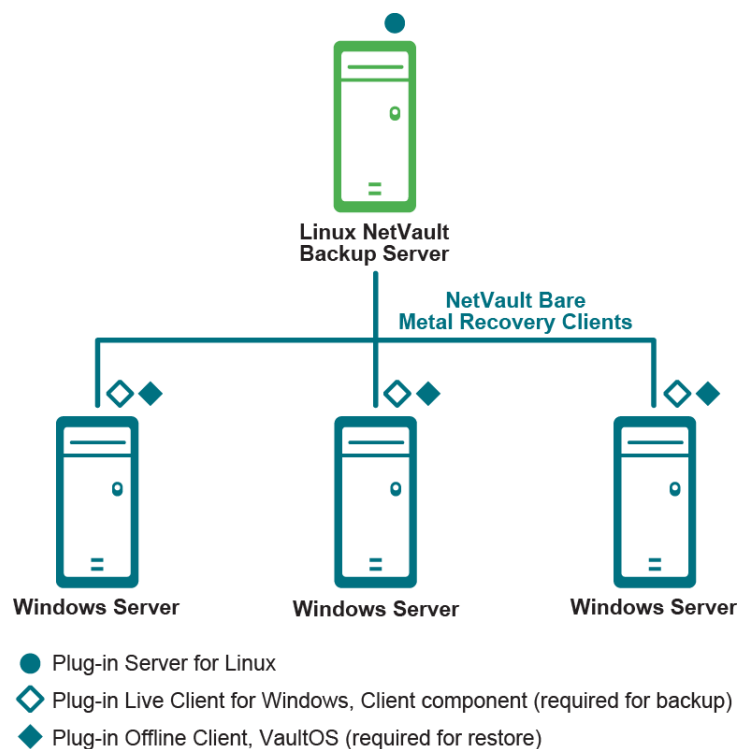 Linux NetVault
Backup Server
NetVault Bare
Metal Recovery Clients
Windows Server
Windows Server
Windows Server
Plug-in Server for Linux
Plug-in Live Client for Windows, Client component (required for backup)
Plug-in Offline Client, VaultOS (required for restore)